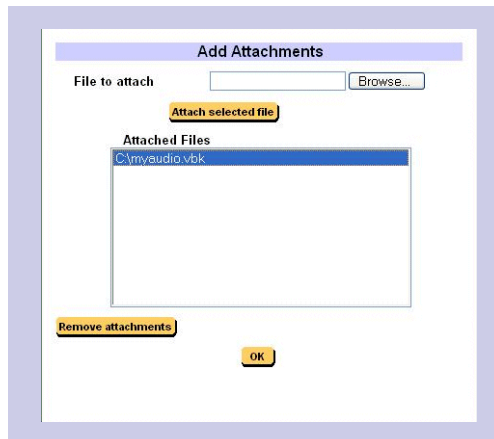 Add Attachments
File to attach Browse...
Attach selected file
Attached Files
C:\myaudio.vbk
Remove attachments
OK